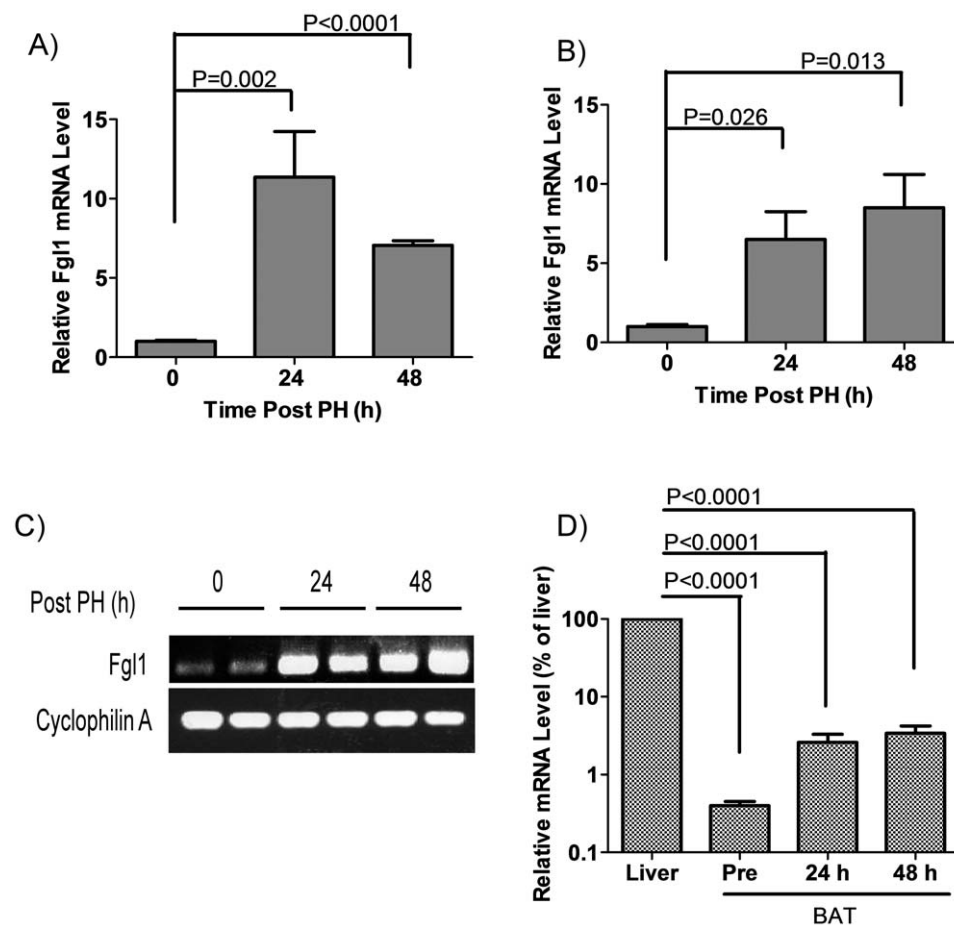 A)
P<0.0001
P=0.002
Relative Fgl1 mRNA Level
15
10
5
0
0 24 48
Time Post PH (h)
B)
P=0.013
P=0.026
Relative Fgl1 mRNA Level
15
10
5
0
0 24 48
Time Post PH (h)
C)
Post PH (h) 0 24 48
Fgl1
Cyclophilin A
D)
P<0.0001
P<0.0001
P<0.0001
Relative mRNA Level (% of liver)
100
10
1
0.1
Liver Pre 24 h 48 h
BAT